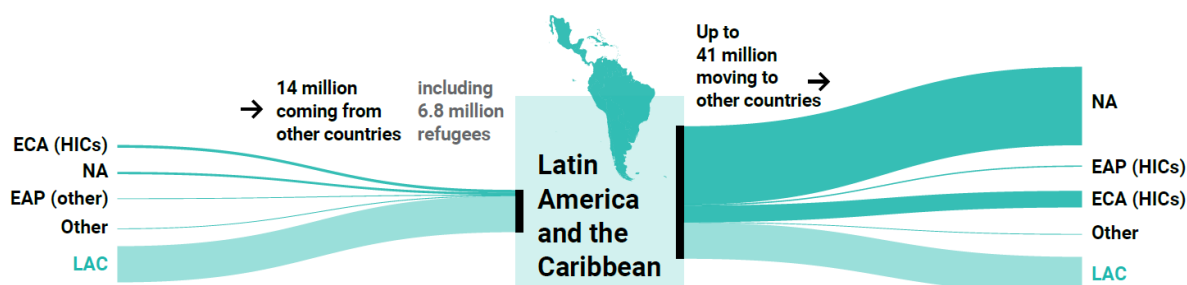 14 million
coming from
other countries
including
6.8 million
refugees
ECA (HICs)
NA
EAP (other)
Other
LAC
Latin
America
and the
Caribbean
Up to
41 million
moving to
other countries
NA
EAP (HICs)
ECA (HICs)
Other
LAC